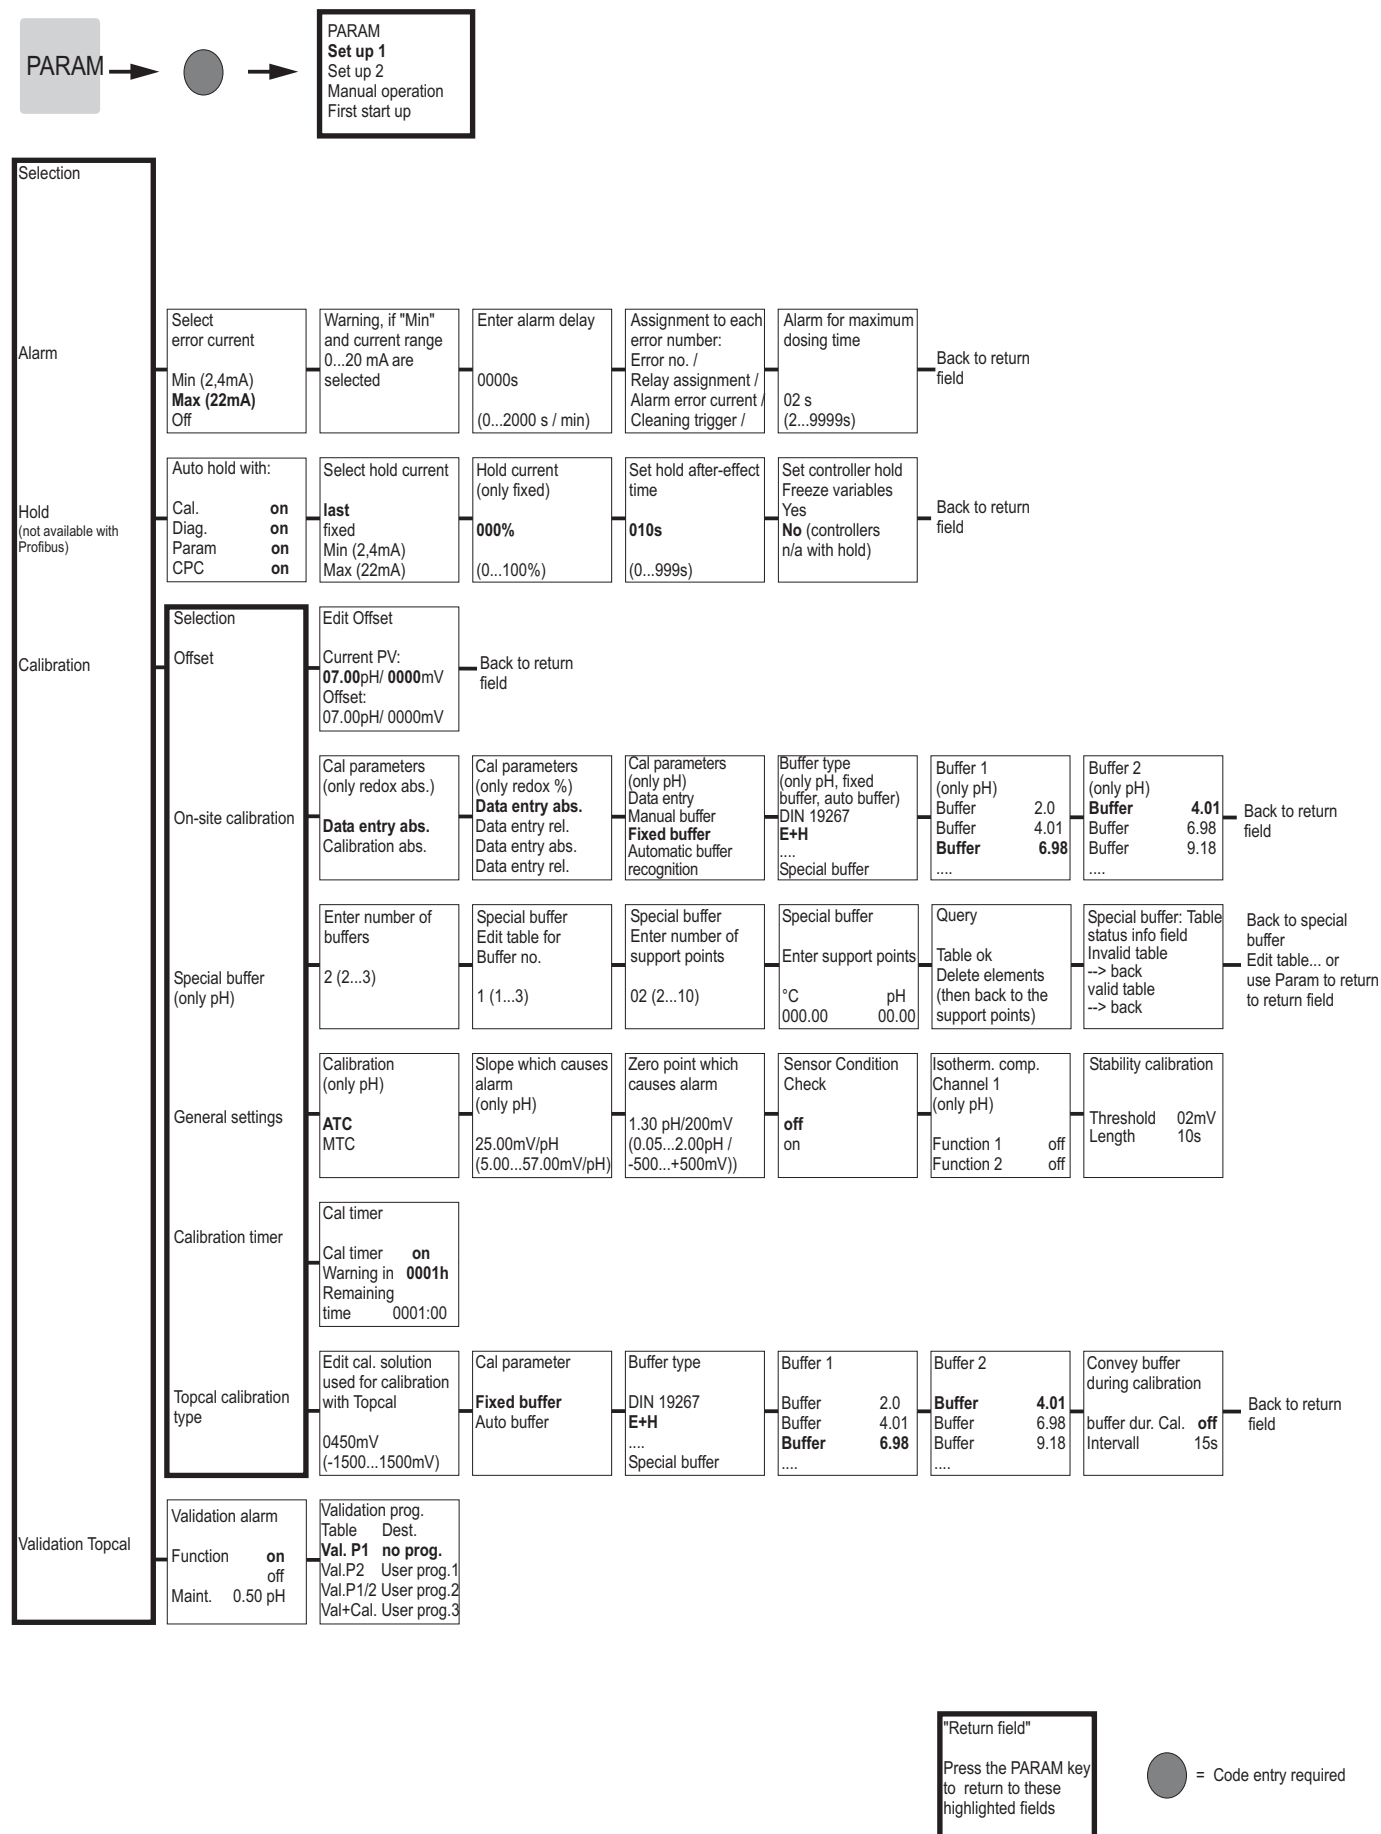 PARAM
PARAM
Set up 1
Set up 2
Manual operation
First start up
Selection
Alarm
Select
error current
Min (2,4mA)
Max (22mA)
Off
Warning, if "Min"
and current range
0...20 mA are
selected
Enter alarm delay
0000s
(0...2000 s / min)
Assignment to each
error number:
Error no. /
Relay assignment /
Alarm error current /
Cleaning trigger /
Alarm for maximum
dosing time
02 s
(2...9999s)
Back to return
field
Hold
(not available with
Profibus)
Auto hold with:
Cal. on
Diag. on
Param on
CPC on
Select hold current
last
fixed
Min (2,4mA)
Max (22mA)
Hold current
(only fixed)
000%
(0...100%)
Set hold after-effect
time
010s
(0...999s)
Set controller hold
Freeze variables
Yes
No (controllers
n/a with hold)
Back to return
field
Calibration
Selection
Offset
Edit Offset
Current PV:
07.00pH/ 0000mV
Offset:
07.00pH/ 0000mV
Back to return
field
On-site calibration
Cal parameters
(only redox abs.)
Data entry abs.
Calibration abs.
Cal parameters
(only redox %)
Data entry abs.
Data entry rel.
Data entry abs.
Data entry rel.
Cal parameters
(only pH)
Data entry
Manual buffer
Fixed buffer
Automatic buffer
recognition
Buffer type
(only pH, fixed
buffer, auto buffer)
DIN 19267
E+H
....
Special buffer
Buffer 1
(only pH)
Buffer 2.0
Buffer 4.01
Buffer 6.98
....
Buffer 2
(only pH)
Buffer 4.01
Buffer 6.98
Buffer 9.18
....
Back to return
field
Special buffer
(only pH)
Enter number of
buffers
2 (2...3)
Special buffer
Edit table for
Buffer no.
1 (1...3)
Special buffer
Enter number of
support points
02 (2...10)
Special buffer
Enter support points
°C pH
000.00 00.00
Query
Table ok
Delete elements
(then back to the
support points)
Special buffer: Table
status info field
Invalid table
--> back
valid table
--> back
Back to special
buffer
Edit table... or
use Param to return
to return field
General settings
Calibration
(only pH)
ATC
MTC
Slope which causes
alarm
(only pH)
25.00mV/pH
(5.00...57.00mV/pH)
Zero point which
causes alarm
1.30 pH/200mV
(0.05...2.00pH /
-500...+500mV))
Sensor Condition
Check
off
on
Isotherm. comp.
Channel 1
(only pH)
Function 1 off
Function 2 off
Stability calibration
Threshold 02mV
Length 10s
Calibration timer
Cal timer
Cal timer on
Warning in 0001h
Remaining
time 0001:00
Topcal calibration
type
Edit cal. solution
used for calibration
with Topcal
0450mV
(-1500...1500mV)
Cal parameter
Fixed buffer
Auto buffer
Buffer type
DIN 19267
E+H
....
Special buffer
Buffer 1
Buffer 2.0
Buffer 4.01
Buffer 6.98
....
Buffer 2
Buffer 4.01
Buffer 6.98
Buffer 9.18
....
Convey buffer
during calibration
buffer dur. Cal. off
Intervall 15s
Back to return
field
Validation Topcal
Validation alarm
Function on
off
Maint. 0.50 pH
Validation prog.
Table Dest.
Val. P1 no prog.
Val.P2 User prog.1
Val.P1/2 User prog.2
Val+Cal. User prog.3
"Return field"
Press the PARAM key
to return to these
highlighted fields
= Code entry required